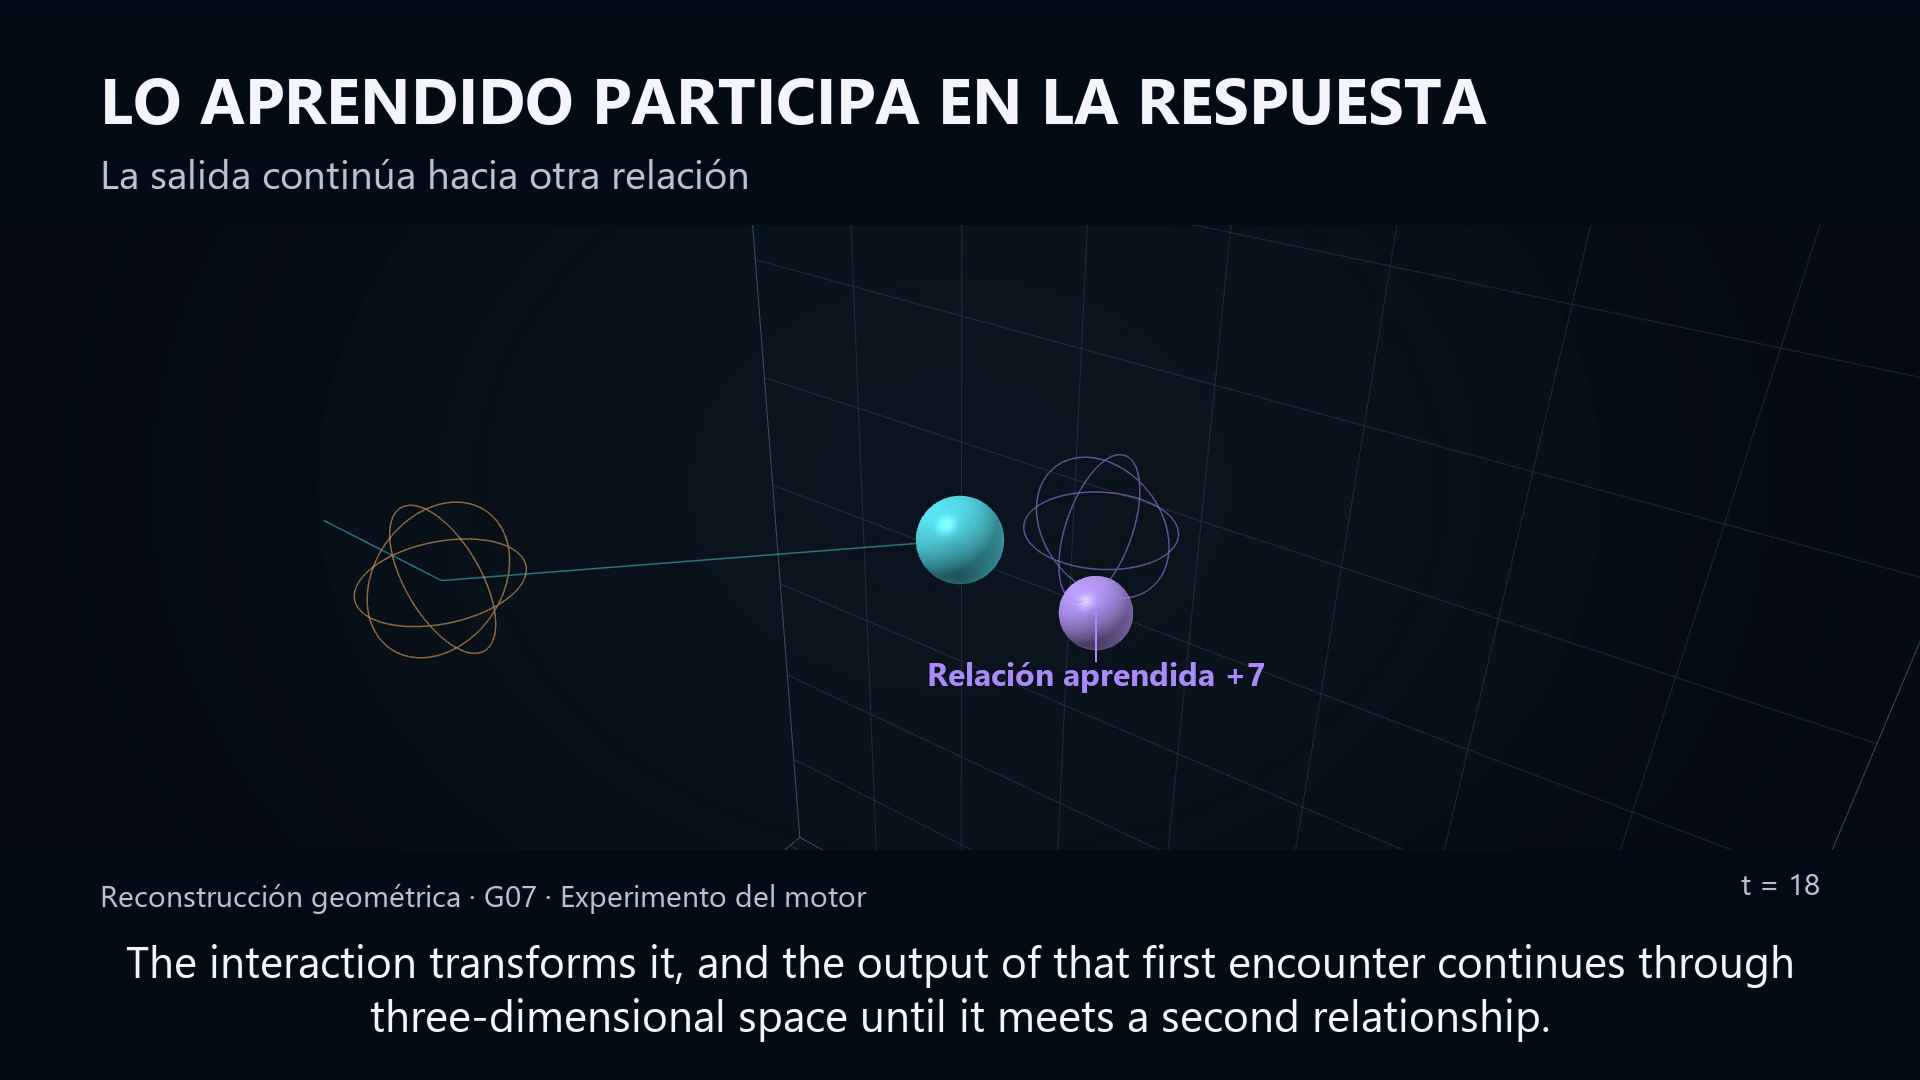 LO APRENDIDO PARTICIPA EN LA RESPUESTA
La salida continúa hacia otra relación
Relación aprendida +7
Reconstrucción geométrica · G07 · Experimento del motor
t = 18
The interaction transforms it, and the output of that first encounter continues through
three-dimensional space until it meets a second relationship.